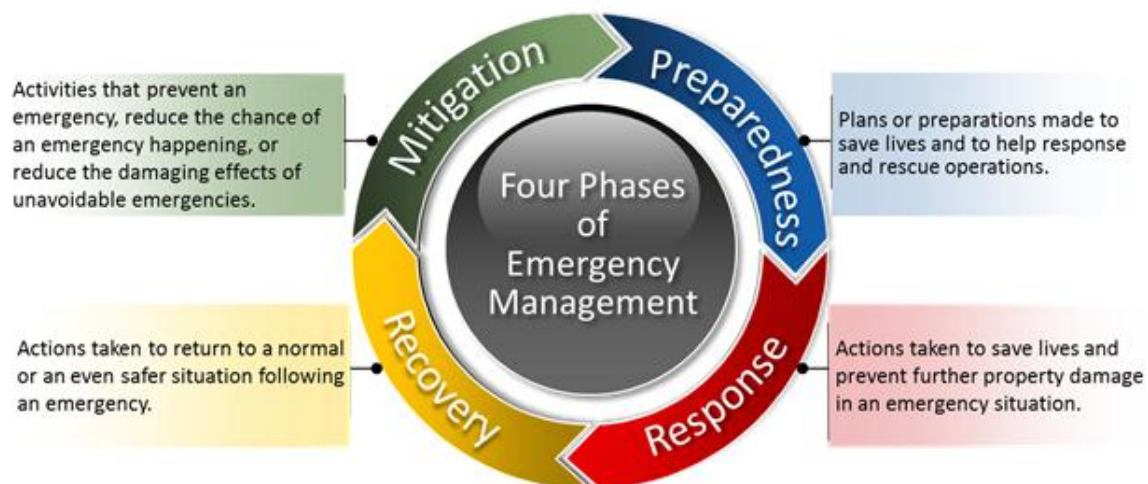 Mitigation
Preparedness
Activities that prevent an
emergency, reduce the chance of
an emergency happening, or
reduce the damaging effects of
unavoidable emergencies.
Plans or preparations made to
save lives and to help response
and rescue operations.
Four Phases
of
Emergency
Management
Recovery
Response
Actions taken to return to a normal
or an even safer situation following
an emergency.
Actions taken to save lives and
prevent further property damage
in an emergency situation.